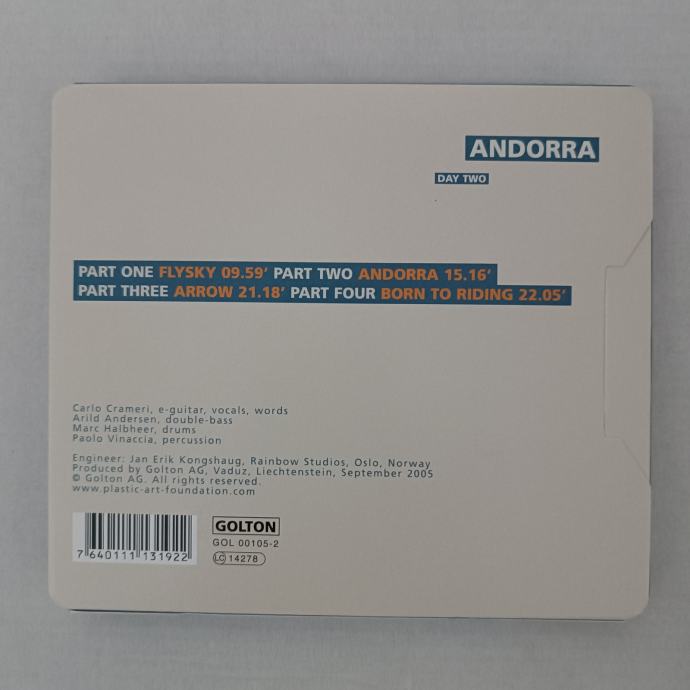 ANDORRA
DAY TWO
PART ONE FLYSKY 09.59' PART TWO ANDORRA 15.16'
PART THREE ARROW 21.18' PART FOUR BORN TO RIDING 22.05'
Carlo Crameri, e-guitar, vocals, words
Arild Andersen, double-bass
Marc Halbheer, drums
Paolo Vinaccia, percussion
Engineer: Jan Erik Kongshaug, Rainbow Studios, Oslo, Norway
Produced by Golton AG, Vaduz, Liechtenstein, September 2005
© Golton AG. All rights reserved.
www.plastic-art-foundation.com
GOLTON
GOL 00105-2
LC 14278
7 640111 131922